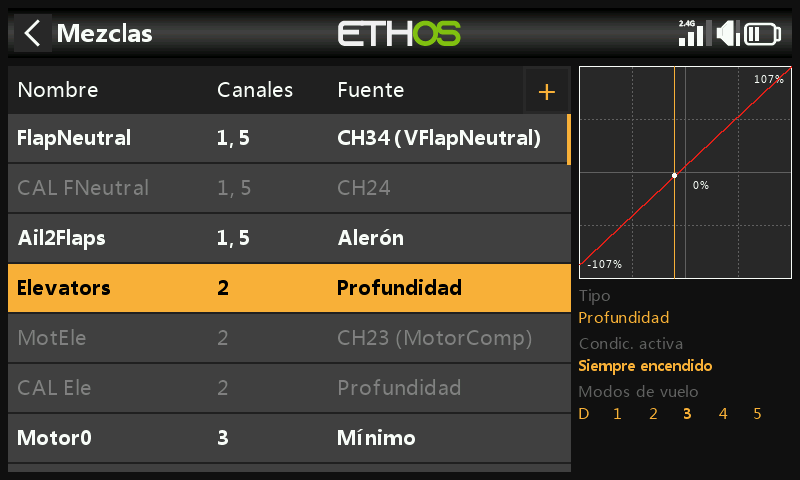 Mezclas
ETHOS
2.4G
Nombre Canales Fuente +
FlapNeutral 1, 5 CH34 (VFlapNeutral)
CAL FNeutral 1, 5 CH24
Ail2Flaps 1, 5 Alerón
Elevators 2 Profundidad
MotEle 2 CH23 (MotorComp)
CAL Ele 2 Profundidad
Motor0 3 Mínimo
107%
0%
-107%
Tipo
Profundidad
Condic. activa
Siempre encendido
Modos de vuelo
D 1 2 3 4 5